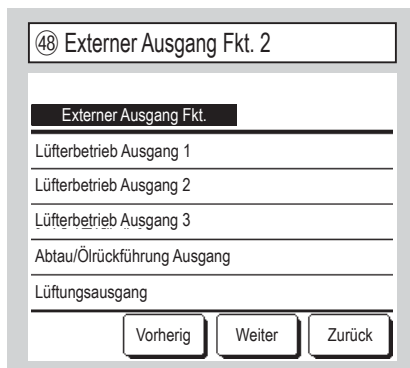 ㊽ Externer Ausgang Fkt. 2
Externer Ausgang Fkt.
Lüfterbetrieb Ausgang 1
Lüfterbetrieb Ausgang 2
Lüfterbetrieb Ausgang 3
Abtau/Ölrückführung Ausgang
Lüftungsausgang
Vorherig Weiter Zurück